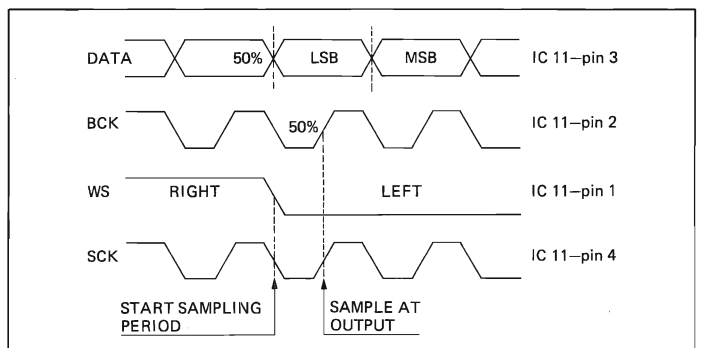 DATA 50% LSB MSB IC 11–pin 3
BCK 50% IC 11–pin 2
WS RIGHT LEFT IC 11–pin 1
SCK IC 11–pin 4
START SAMPLING PERIOD
SAMPLE AT OUTPUT